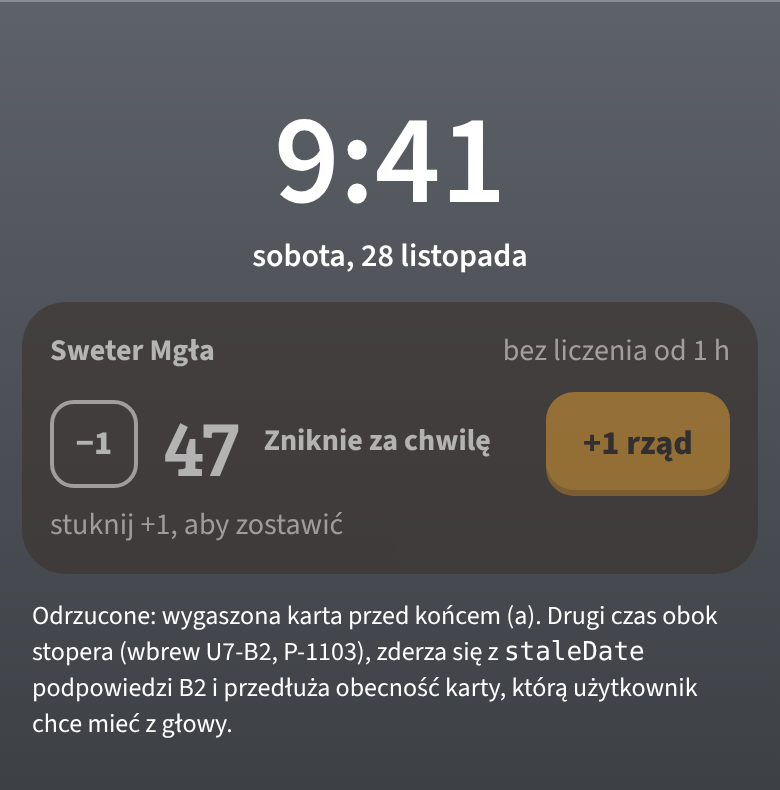 9:41
sobota, 28 listopada
Sweter Mgła
bez liczenia od 1 h
−1
47
Zniknie za chwilę
+1 rząd
stuknij +1, aby zostawić
Odrzucone: wygaszona karta przed końcem (a). Drugi czas obok
stopera (wbrew U7-B2, P-1103), zderza się z staleDate
podpowiedzi B2 i przedłuża obecność karty, którą użytkownik
chce mieć z głowy.